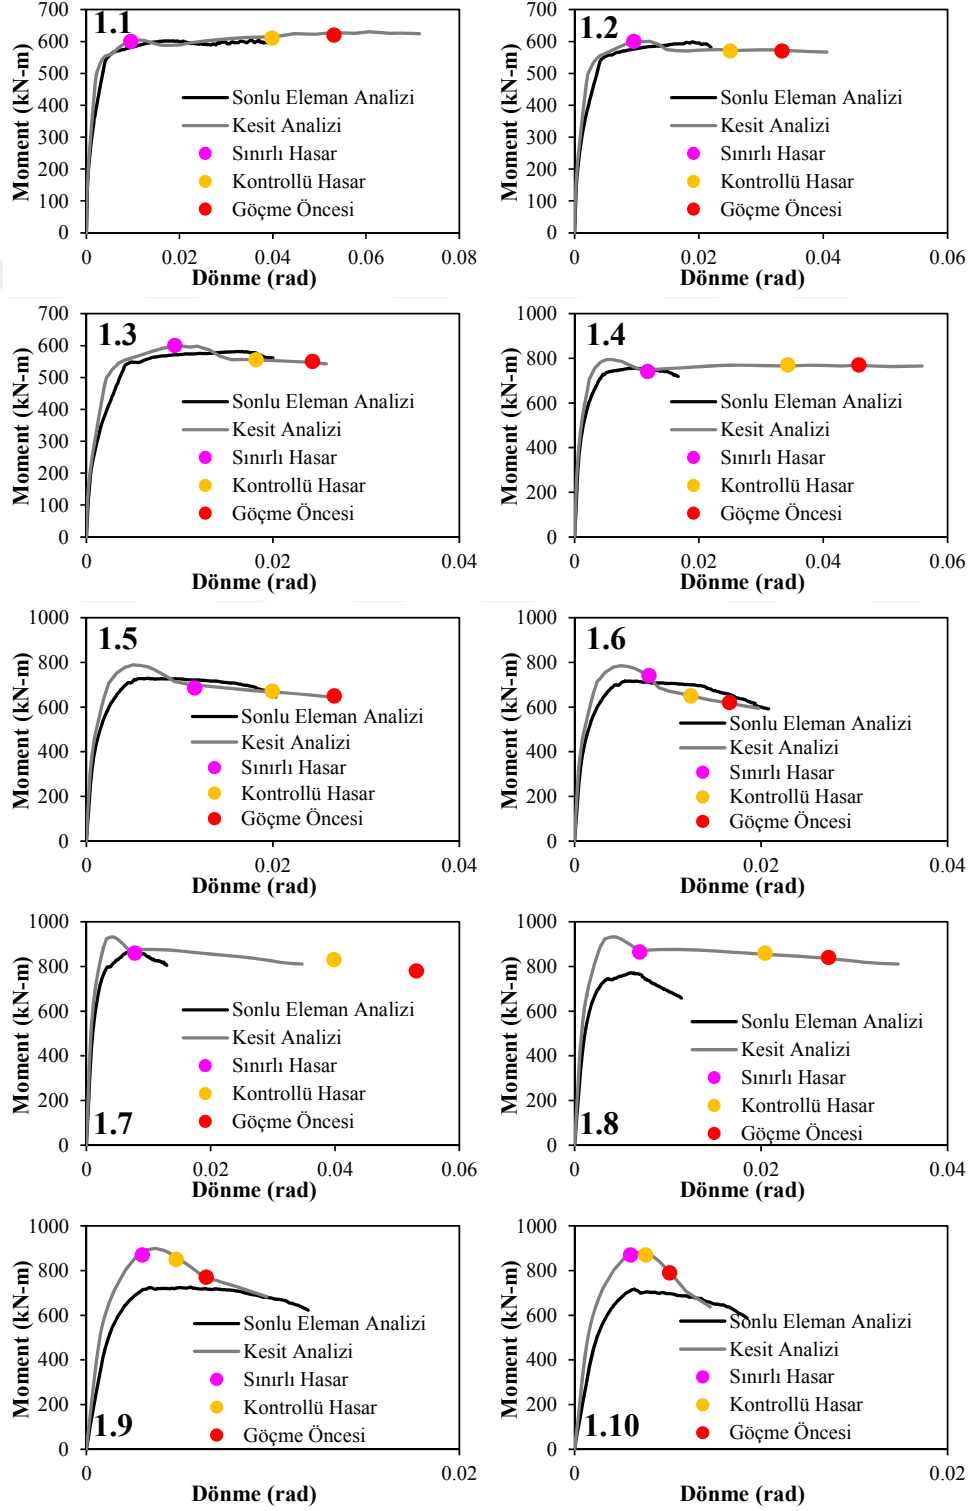 1.1
700
600
500
400
300
200
100
0
Moment (kN-m)
Sonlu Eleman Analizi
Kesit Analizi
Sınırlı Hasar
Kontrollü Hasar
Göçme Öncesi
0 0.02 0.04 0.06 0.08
Dönme (rad)
1.2
700
600
500
400
300
200
100
0
Moment (kN-m)
Sonlu Eleman Analizi
Kesit Analizi
Sınırlı Hasar
Kontrollü Hasar
Göçme Öncesi
0 0.02 0.04 0.06
Dönme (rad)
1.3
700
600
500
400
300
200
100
0
Moment (kN-m)
Sonlu Eleman Analizi
Kesit Analizi
Sınırlı Hasar
Kontrollü Hasar
Göçme Öncesi
0 0.02 0.04
Dönme (rad)
1.4
1000
800
600
400
200
0
Moment (kN-m)
Sonlu Eleman Analizi
Kesit Analizi
Sınırlı Hasar
Kontrollü Hasar
Göçme Öncesi
0 0.02 0.04 0.06
Dönme (rad)
1.5
1000
800
600
400
200
0
Moment (kN-m)
Sonlu Eleman Analizi
Kesit Analizi
Sınırlı Hasar
Kontrollü Hasar
Göçme Öncesi
0 0.02 0.04
Dönme (rad)
1.6
1000
800
600
400
200
0
Moment (kN-m)
Sonlu Eleman Analizi
Kesit Analizi
Sınırlı Hasar
Kontrollü Hasar
Göçme Öncesi
0 0.02 0.04
Dönme (rad)
1000
800
600
400
200
0
Moment (kN-m)
Sonlu Eleman Analizi
Kesit Analizi
Sınırlı Hasar
Kontrollü Hasar
Göçme Öncesi
1.7
0 0.02 0.04 0.06
Dönme (rad)
1000
800
600
400
200
0
Moment (kN-m)
Sonlu Eleman Analizi
Kesit Analizi
Sınırlı Hasar
Kontrollü Hasar
Göçme Öncesi
1.8
0 0.02 0.04
Dönme (rad)
1000
800
600
400
200
0
Moment (kN-m)
Sonlu Eleman Analizi
Kesit Analizi
Sınırlı Hasar
Kontrollü Hasar
Göçme Öncesi
1.9
0 0.02
Dönme (rad)
1000
800
600
400
200
0
Moment (kN-m)
Sonlu Eleman Analizi
Kesit Analizi
Sınırlı Hasar
Kontrollü Hasar
Göçme Öncesi
1.10
0 0.02
Dönme (rad)